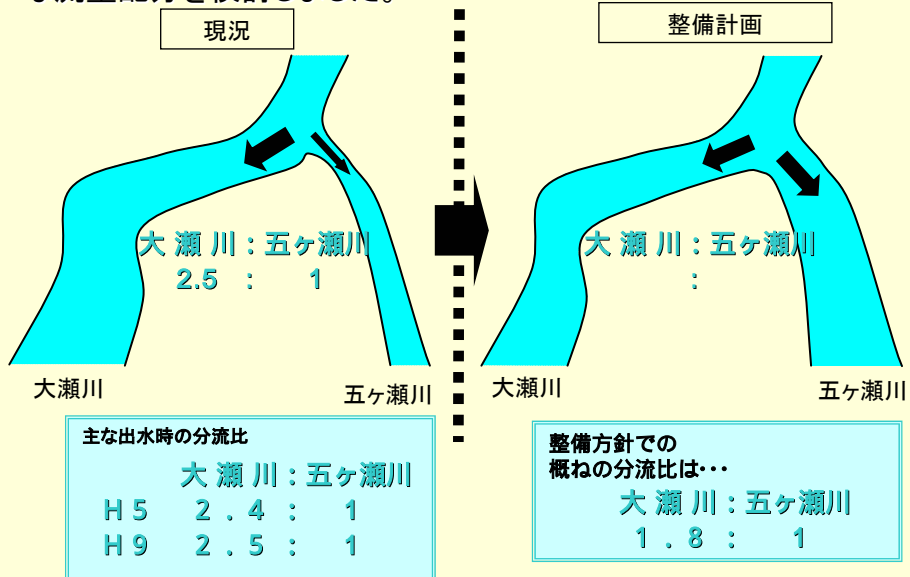 現況
大 瀬 川：五ヶ瀬川
2.5 ： 1
大瀬川
五ヶ瀬川
主な出水時の分流比
大 瀬 川：五ヶ瀬川
H 5 2 . 4 ： 1
H 9 2 . 5 ： 1
整備計画
大 瀬 川：五ヶ瀬川
：
大瀬川
五ヶ瀬川
整備方針での
概ねの分流比は・・・
大 瀬 川：五ヶ瀬川
1 . 8 ： 1